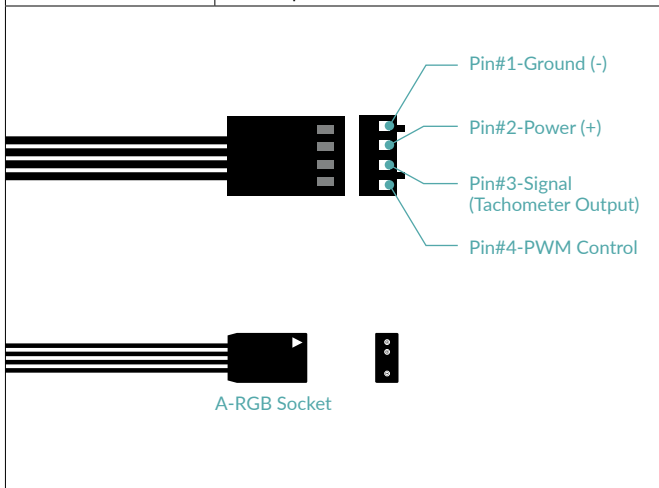 Pin#1-Ground (-)
Pin#2-Power (+)
Pin#3-Signal
(Tachometer Output)
Pin#4-PWM Control
A-RGB Socket